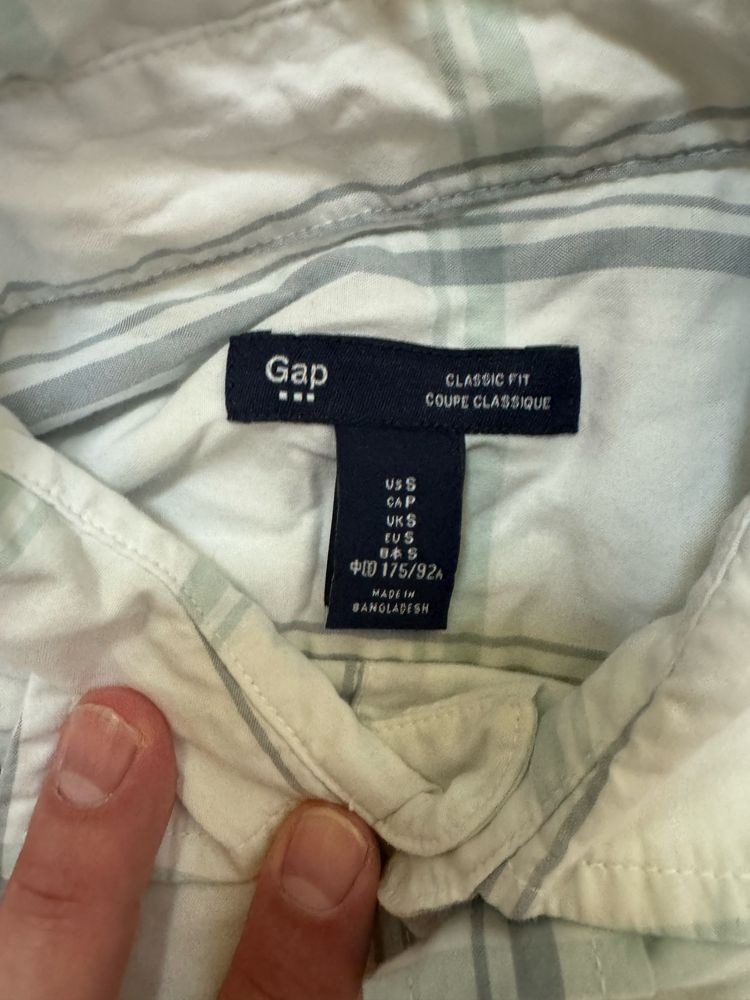 Gap
CLASSIC FIT
COUPE CLASSIQUE
US S
CA P
UK S
EU S
日本 S
中国 175/92A
MADE IN
BANGLADESH